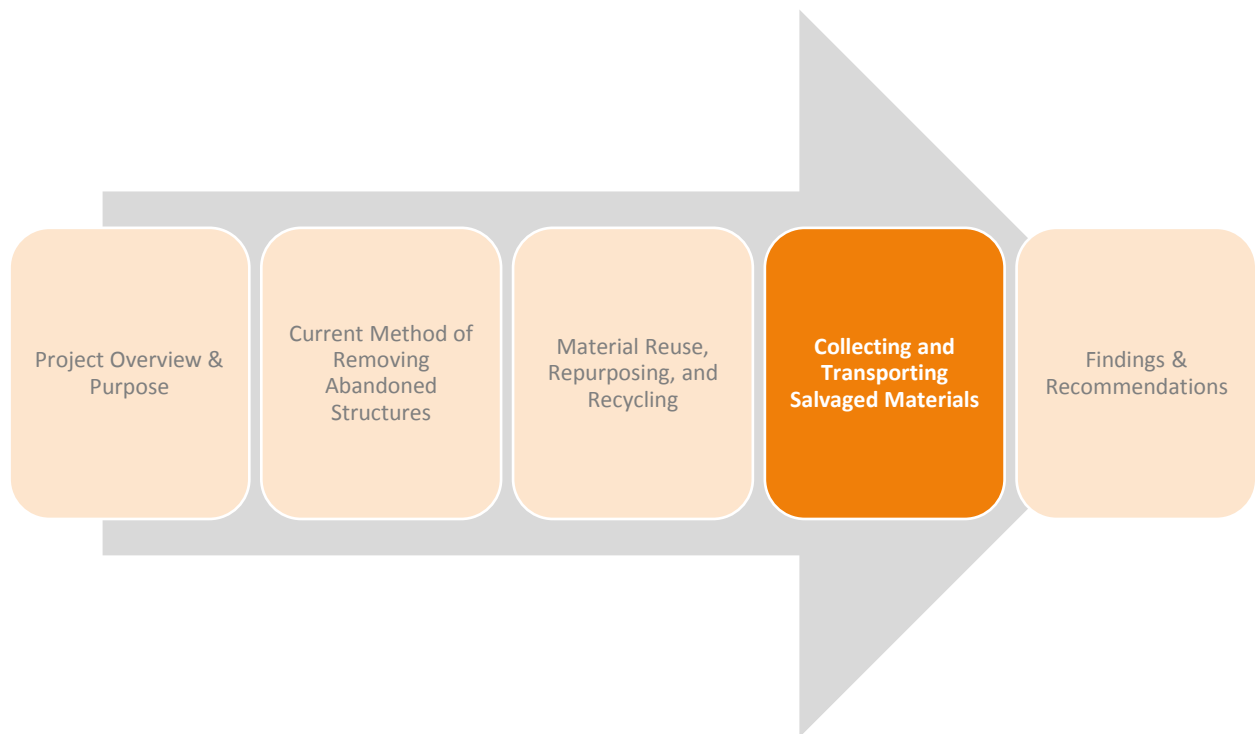 Project Overview &
Purpose
Current Method of
Removing
Abandoned
Structures
Material Reuse,
Repurposing, and
Recycling
Collecting and
Transporting
Salvaged Materials
Findings &
Recommendations